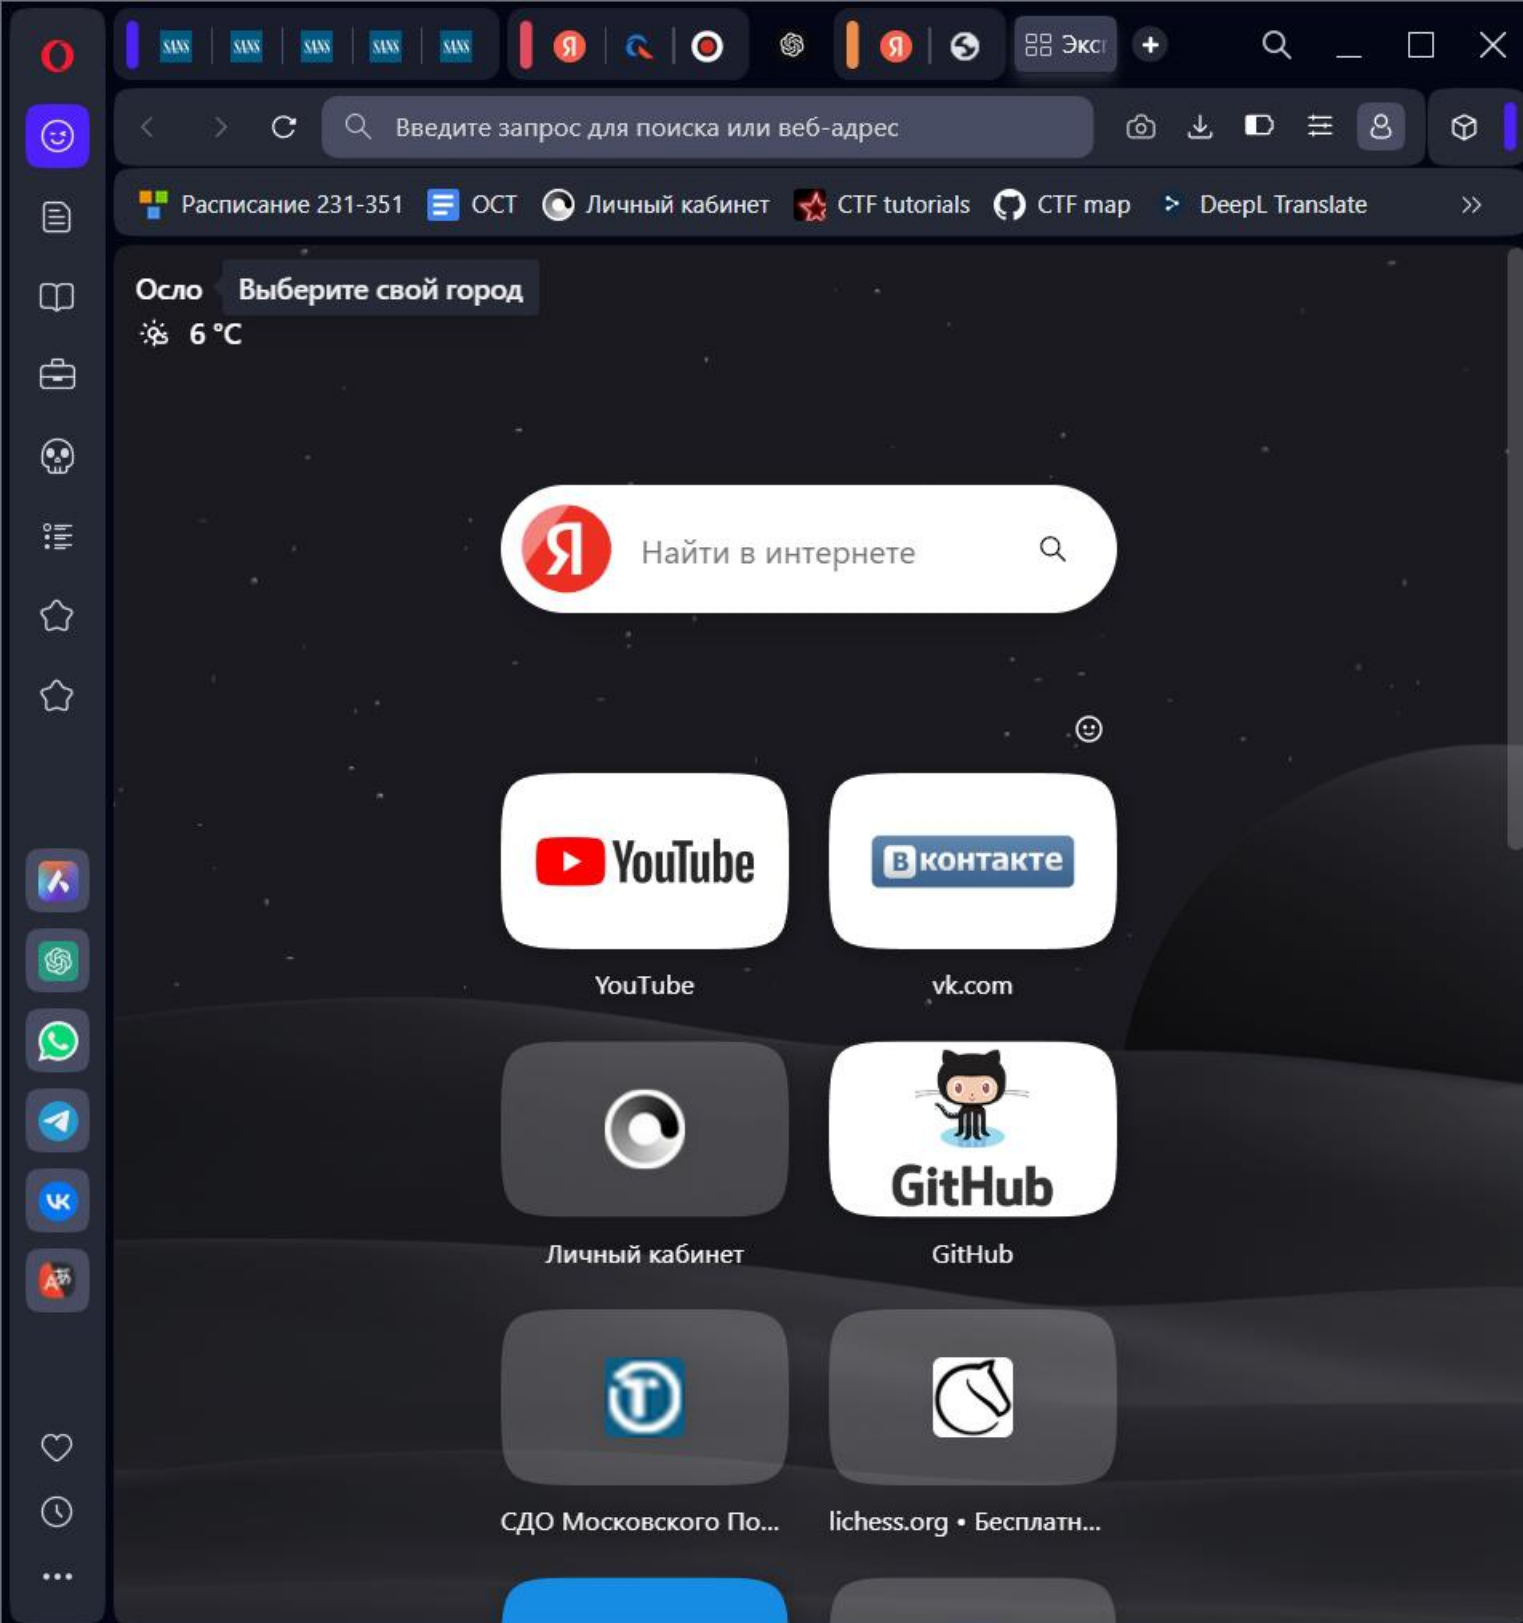 SANS SANS SANS SANS SANS Я Я Экс
Введите запрос для поиска или веб-адрес
Расписание 231-351 ОСТ Личный кабинет CTF tutorials CTF map DeepL Translate
Осло Выберите свой город
6 °C
Я Найти в интернете
YouTube Вконтакте
YouTube vk.com
GitHub
Личный кабинет GitHub
СДО Московского По... lichess.org • Бесплатн...